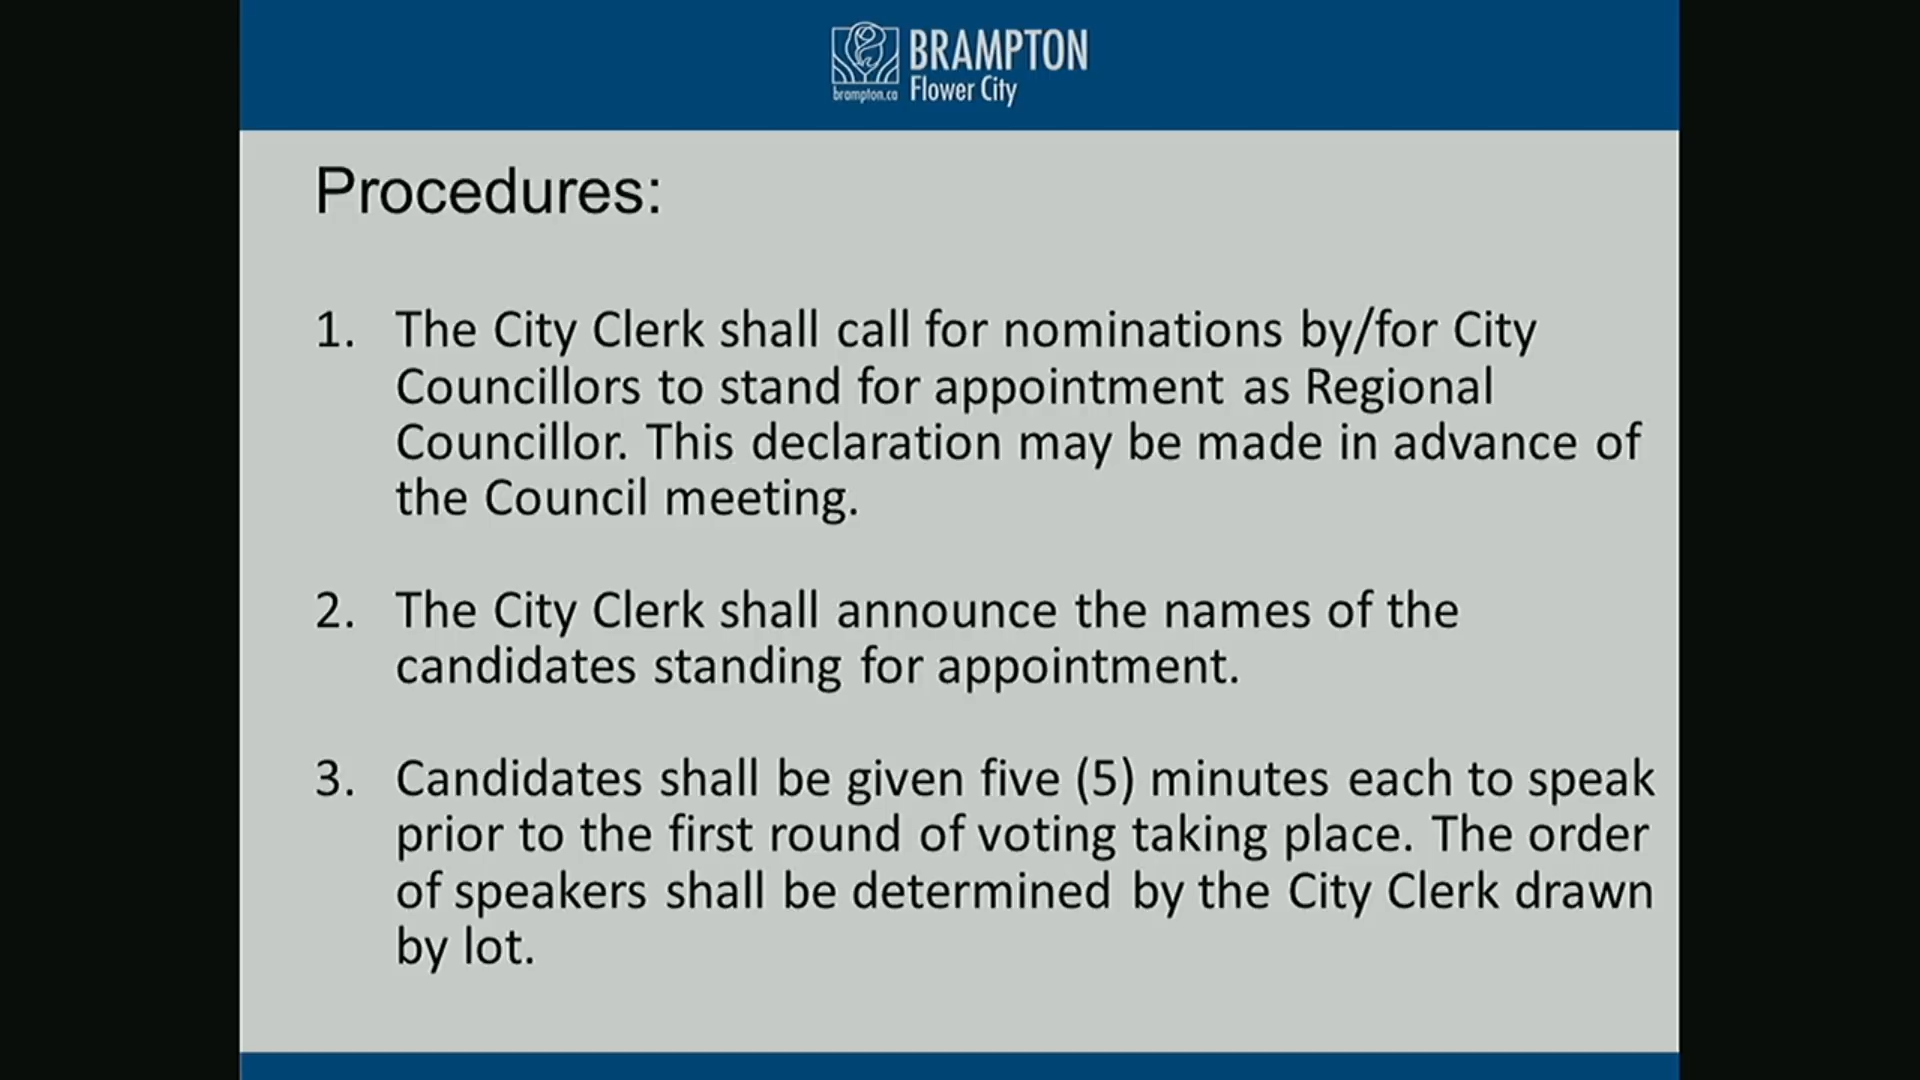 BRAMPTON
brampton.ca
Flower City
Procedures:
1. The City Clerk shall call for nominations by/for City
Councillors to stand for appointment as Regional
Councillor. This declaration may be made in advance of
the Council meeting.
2. The City Clerk shall announce the names of the
candidates standing for appointment.
3. Candidates shall be given five (5) minutes each to speak
prior to the first round of voting taking place. The order
of speakers shall be determined by the City Clerk drawn
by lot.